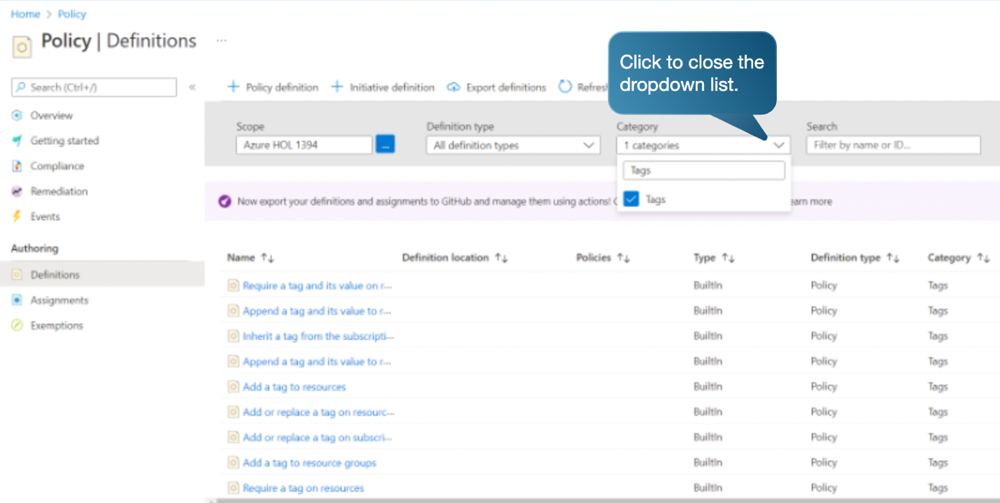 Home > Policy
Policy | Definitions ...
Search (Ctrl+/) «
Overview
Getting started
Compliance
Remediation
Events
Authoring
Definitions
Assignments
Exemptions
+ Policy definition + Initiative definition Export definitions Refresh
Click to close the
dropdown list.
Scope Definition type Category Search
Azure HOL 1394 ... All definition types 1 categories Filter by name or ID...
Tags
Tags
Now export your definitions and assignments to GitHub and manage them using actions! earn more
Name ↑↓ Definition location ↑↓ Policies ↑↓ Type ↑↓ Definition type ↑↓ Category ↑↓
Require a tag and its value on r... BuiltIn Policy Tags
Append a tag and its value to r... BuiltIn Policy Tags
Inherit a tag from the subscripti... BuiltIn Policy Tags
Append a tag and its value to r... BuiltIn Policy Tags
Add a tag to resources BuiltIn Policy Tags
Add or replace a tag on resourc... BuiltIn Policy Tags
Add or replace a tag on subscri... BuiltIn Policy Tags
Add a tag to resource groups BuiltIn Policy Tags
Require a tag on resources BuiltIn Policy Tags